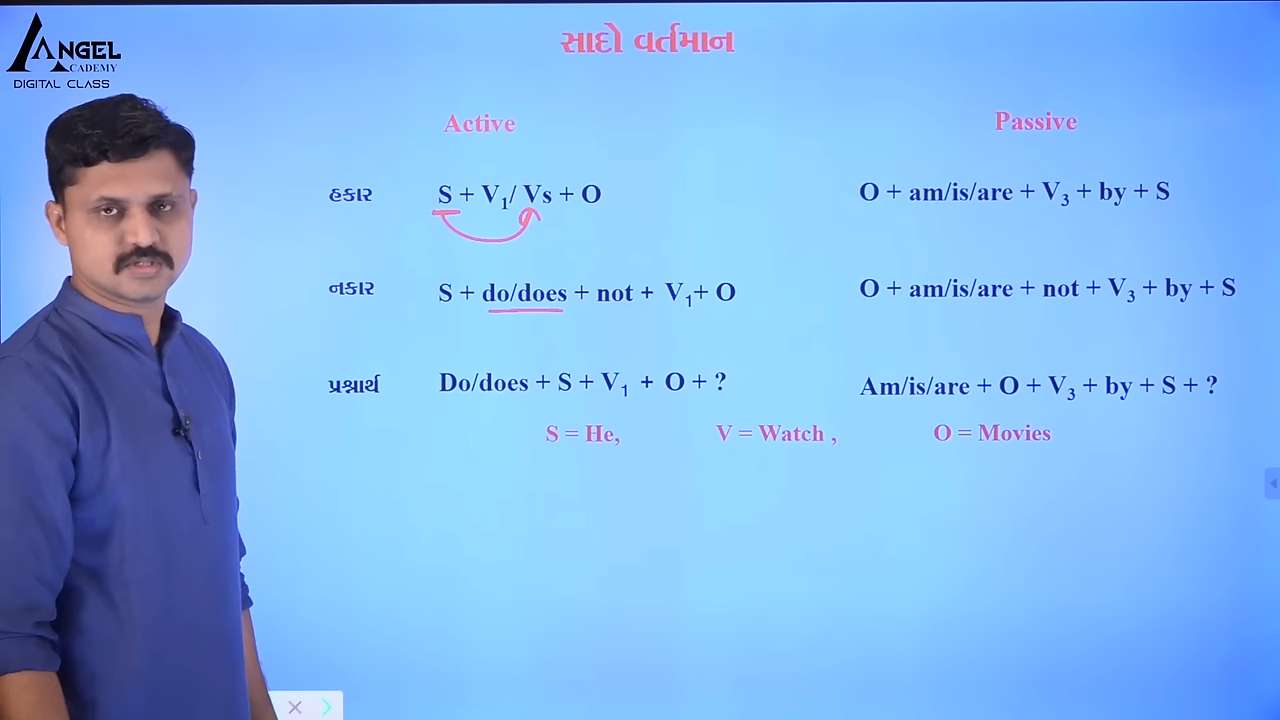 ANGEL
ACADEMY
DIGITAL CLASS
સાદો વર્તમાન
Active Passive
હકાર S + V₁/ Vs + O O + am/is/are + V₃ + by + S
નકાર S + do/does + not + V₁+ O O + am/is/are + not + V₃ + by + S
પ્રશ્નાર્થ Do/does + S + V₁ + O + ? Am/is/are + O + V₃ + by + S + ?
S = He, V = Watch , O = Movies